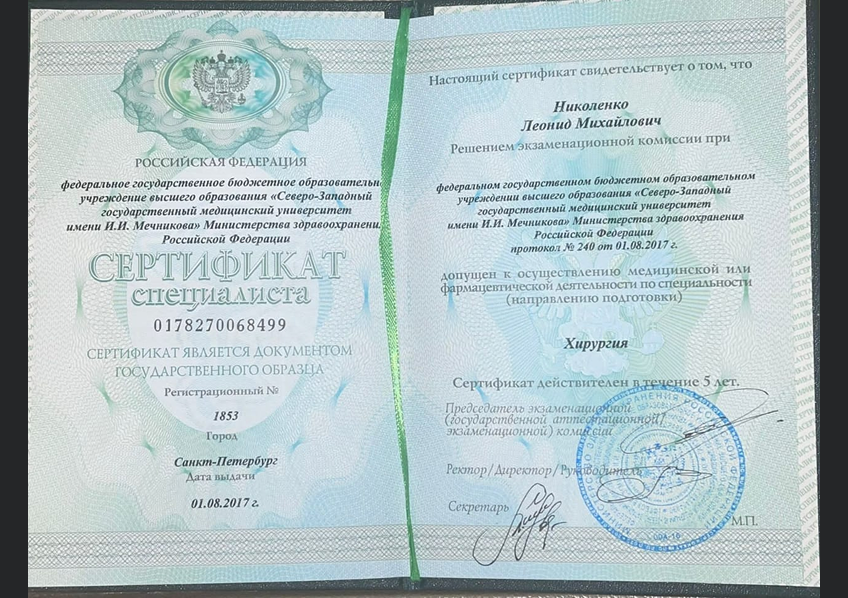 РОССИЙСКАЯ ФЕДЕРАЦИЯ
федеральное государственное бюджетное образовательн
учреждение высшего образования «Северо-Западный
государственный медицинский университет
имени И.И. Мечникова» Министерства здравоохранени
Российской Федерации
СЕРТИФИКАТ
специалиста
0178270068499
СЕРТИФИКАТ ЯВЛЯЕТСЯ ДОКУМЕНТОМ
ГОСУДАРСТВЕННОГО ОБРАЗЦА
Регистрационный №
1853
Город
Санкт-Петербург
Дата выдачи
01.08.2017 г.
Настоящий сертификат свидетельствует о том, что
Николенко
Леонид Михайлович
Решением экзаменационной комиссии при
федеральном государственном бюджетном образовательном
учреждении высшего образования «Северо-Западный
государственный медицинский университет
имени И.И. Мечникова» Министерства здравоохранения
Российской Федерации
протокол № 240 от 01.08.2017 г.
допущен к осуществлению медицинской или
фармацевтической деятельности по специальности
(направлению подготовки)
Хирургия
Сертификат действителен в течение 5 лет.
Председатель экзаменационной
(государственной аттестационной/
экзаменационной) комиссии
Ректор/Директор/Руководитель
Секретарь
М.П.